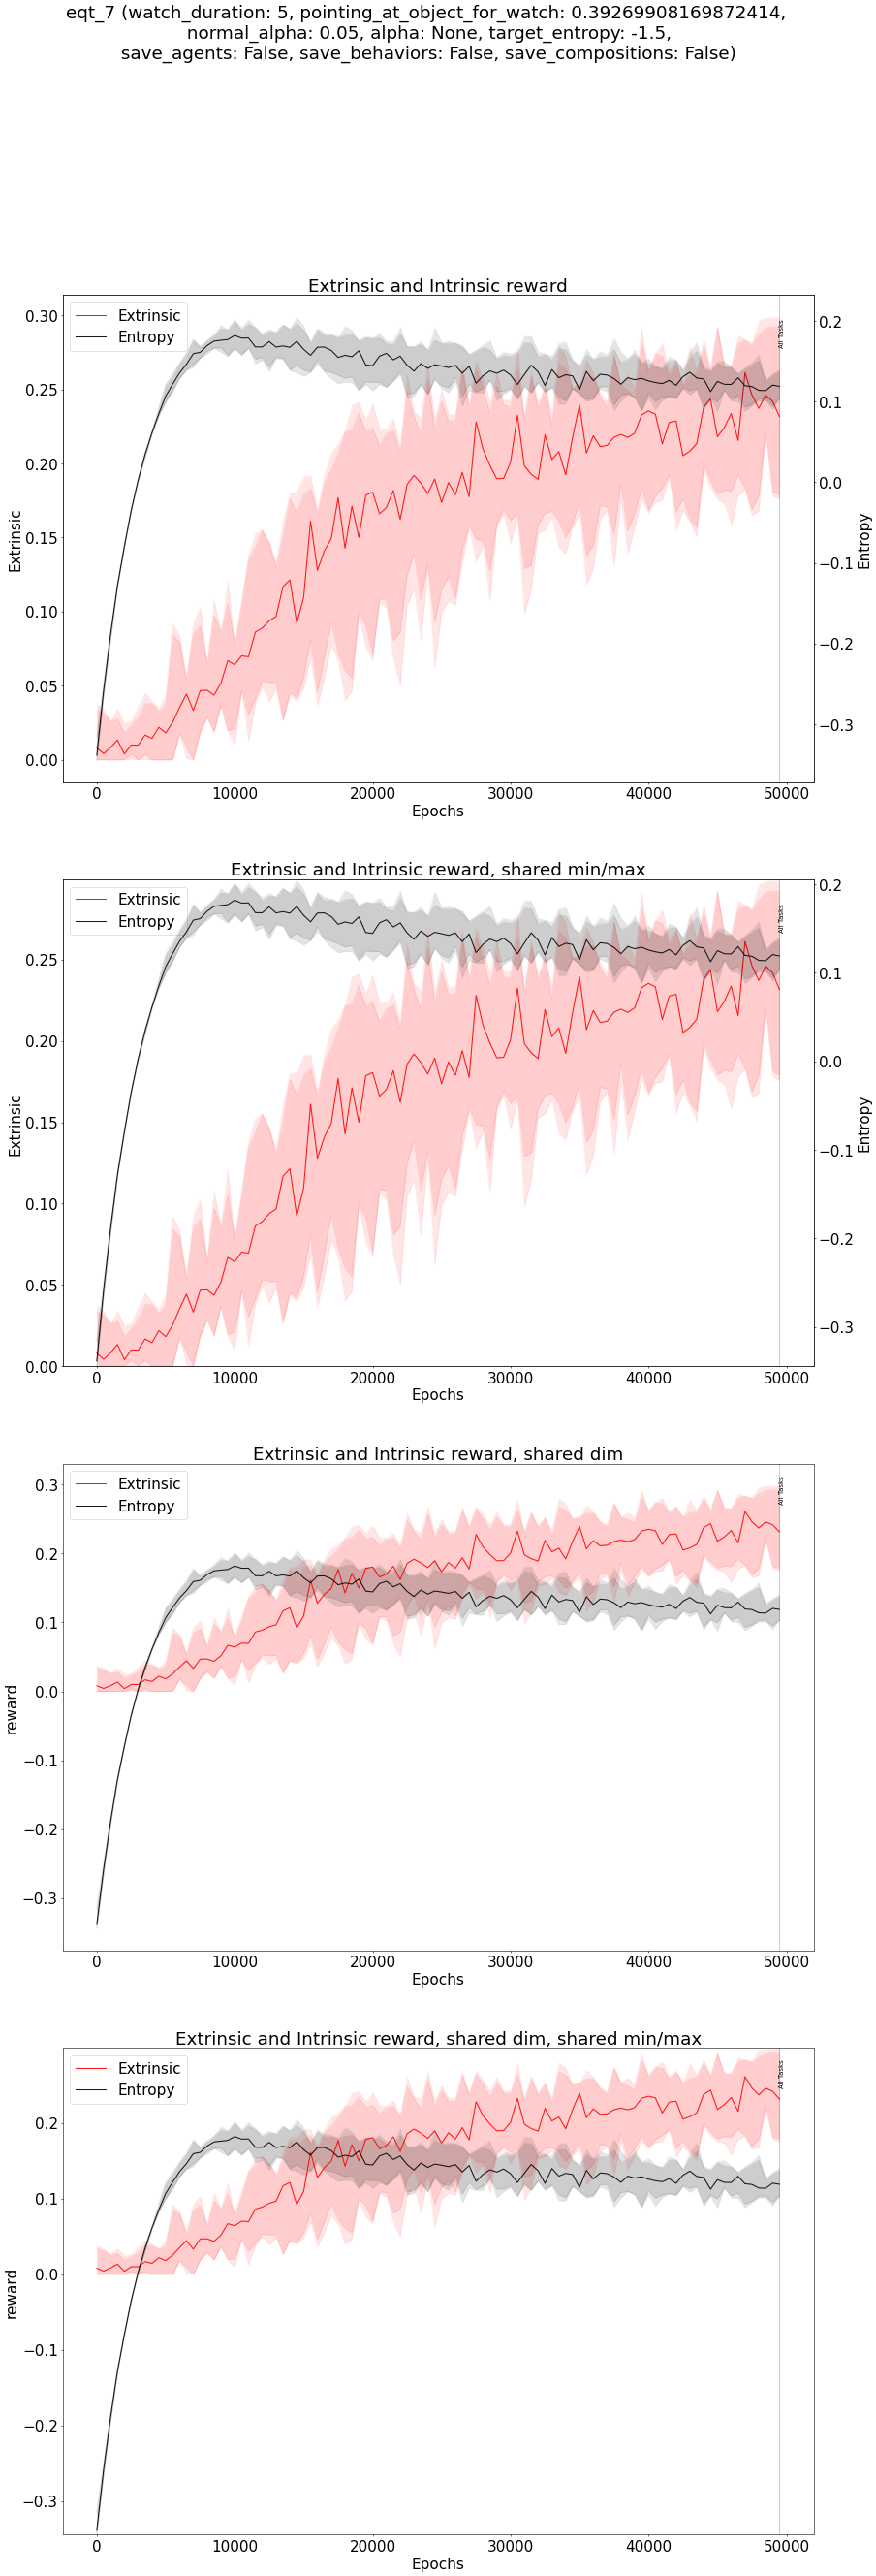 eqt_7 (watch_duration: 5, pointing_at_object_for_watch: 0.39269908169872414,
normal_alpha: 0.05, alpha: None, target_entropy: -1.5,
save_agents: False, save_behaviors: False, save_compositions: False)
Extrinsic and Intrinsic reward
Extrinsic
Entropy
All Tasks
0.30
0.25
0.20
0.15
0.10
0.05
0.00
Extrinsic
0.2
0.1
0.0
−0.1
−0.2
−0.3
Entropy
0 10000 20000 30000 40000 50000
Epochs
Extrinsic and Intrinsic reward, shared min/max
Extrinsic
Entropy
All Tasks
0.25
0.20
0.15
0.10
0.05
0.00
Extrinsic
0.2
0.1
0.0
−0.1
−0.2
−0.3
Entropy
0 10000 20000 30000 40000 50000
Epochs
Extrinsic and Intrinsic reward, shared dim
Extrinsic
Entropy
All Tasks
0.3
0.2
0.1
0.0
−0.1
−0.2
−0.3
reward
0 10000 20000 30000 40000 50000
Epochs
Extrinsic and Intrinsic reward, shared dim, shared min/max
Extrinsic
Entropy
All Tasks
0.2
0.1
0.0
−0.1
−0.2
−0.3
reward
0 10000 20000 30000 40000 50000
Epochs